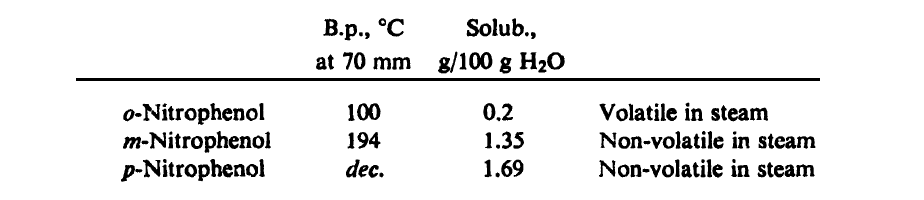 B.p., °C Solub.,
at 70 mm g/100 g H₂O
o-Nitrophenol 100 0.2 Volatile in steam
m-Nitrophenol 194 1.35 Non-volatile in steam
p-Nitrophenol dec. 1.69 Non-volatile in steam